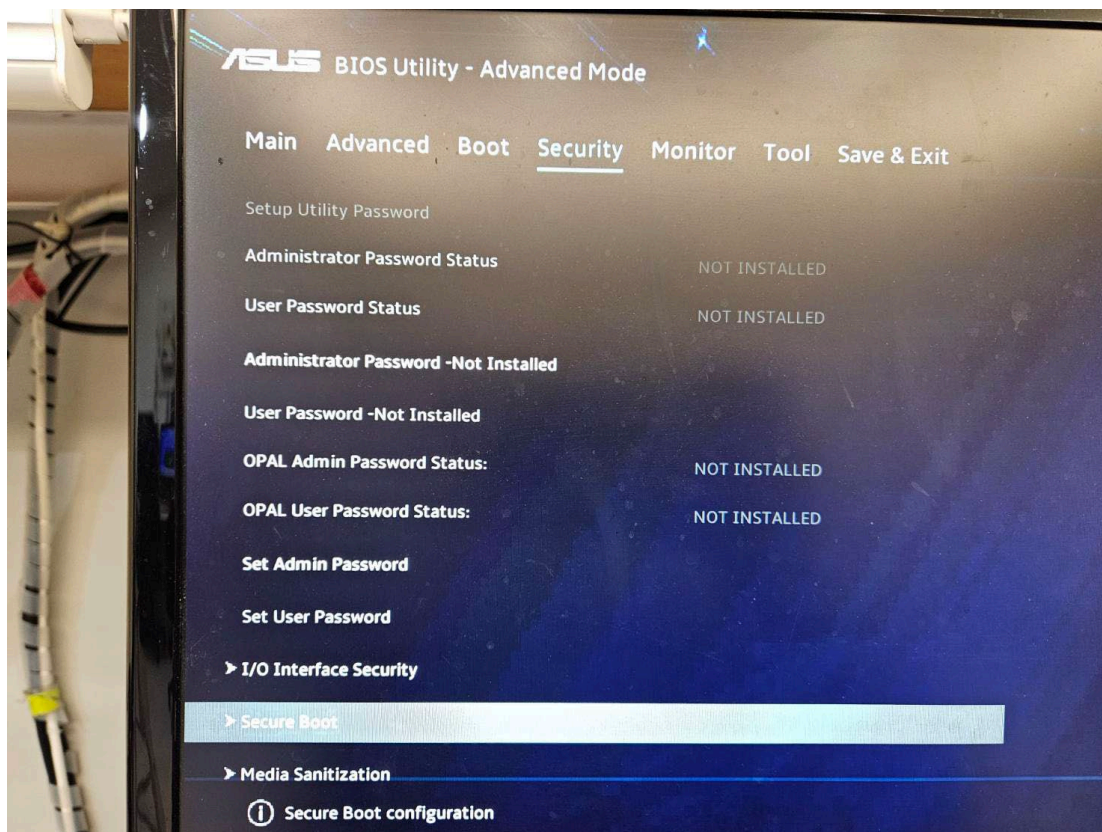 ASUS BIOS Utility - Advanced Mode
Main Advanced Boot Security Monitor Tool Save & Exit
Setup Utility Password
Administrator Password Status NOT INSTALLED
User Password Status NOT INSTALLED
Administrator Password -Not Installed
User Password -Not Installed
OPAL Admin Password Status: NOT INSTALLED
OPAL User Password Status: NOT INSTALLED
Set Admin Password
Set User Password
I/O Interface Security
Secure Boot
Media Sanitization
Secure Boot configuration